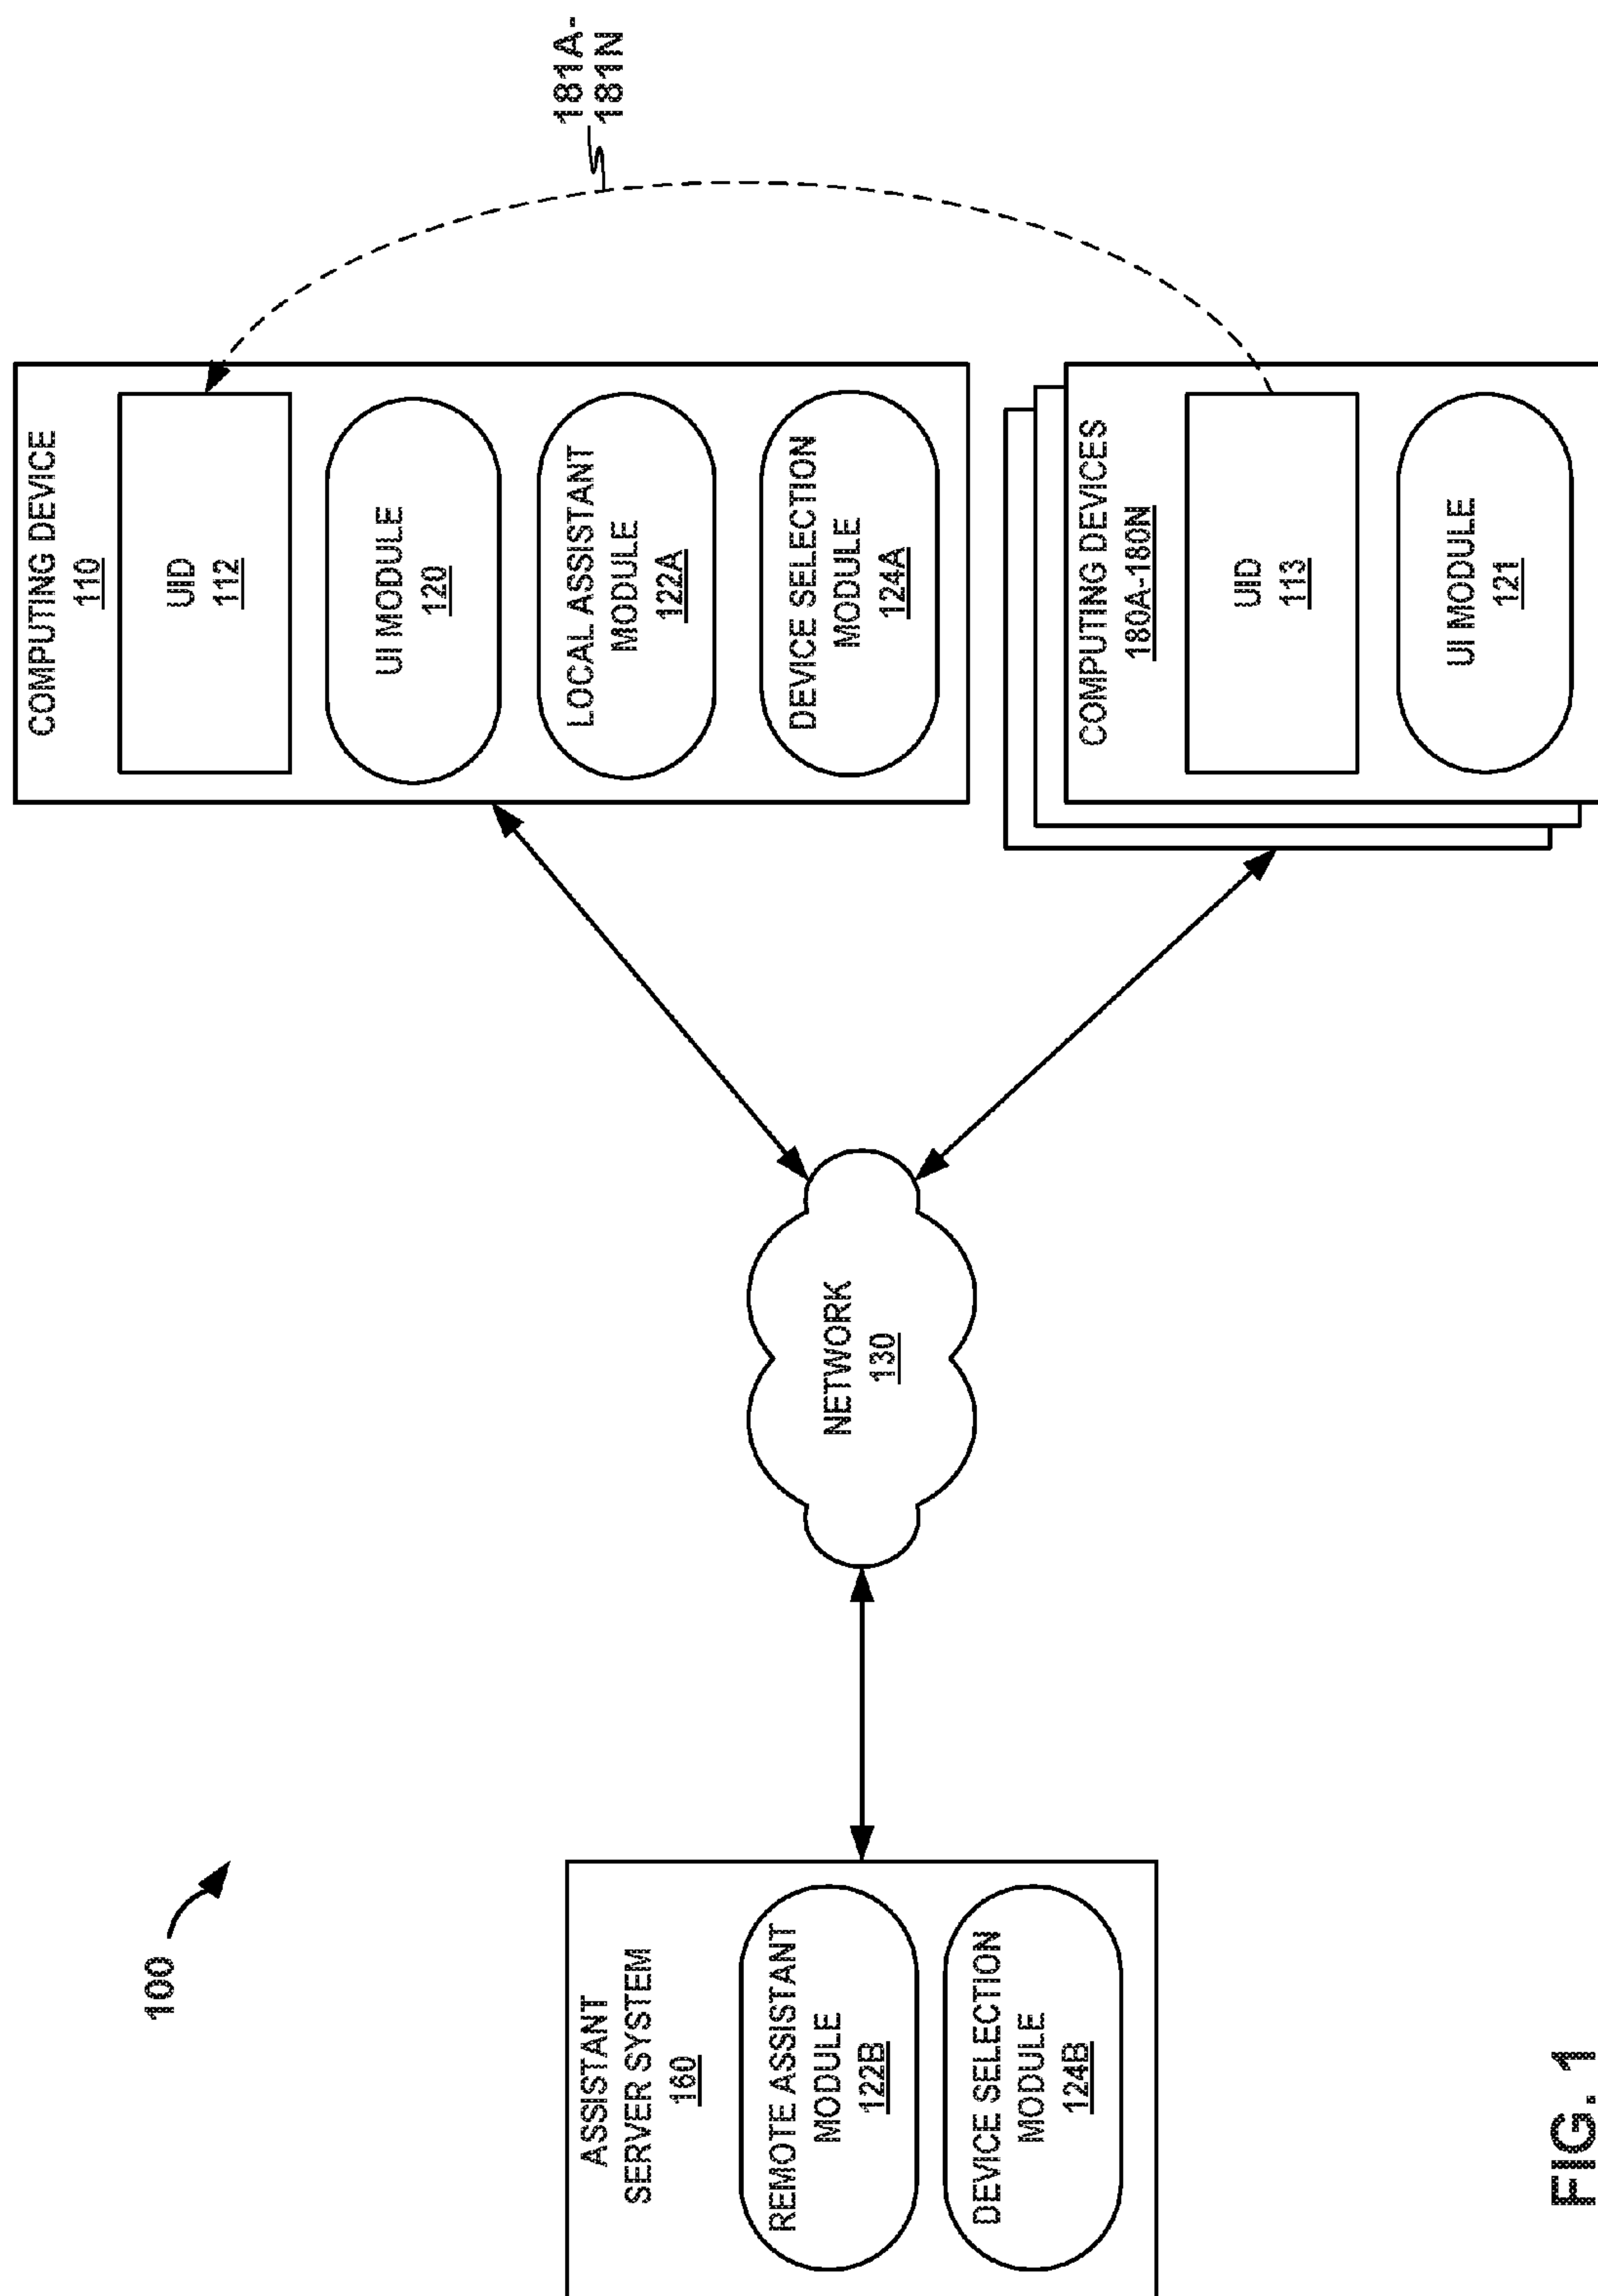 100
ASSISTANT
SERVER SYSTEM
160
REMOTE ASSISTANT
MODULE
122B
DEVICE SELECTION
MODULE
124B
NETWORK
130
COMPUTING DEVICE
110
UID
112
UI MODULE
120
LOCAL ASSISTANT
MODULE
122A
DEVICE SELECTION
MODULE
124A
181A-
181N
COMPUTING DEVICES
180A-180N
UID
113
UI MODULE
121
FIG. 1